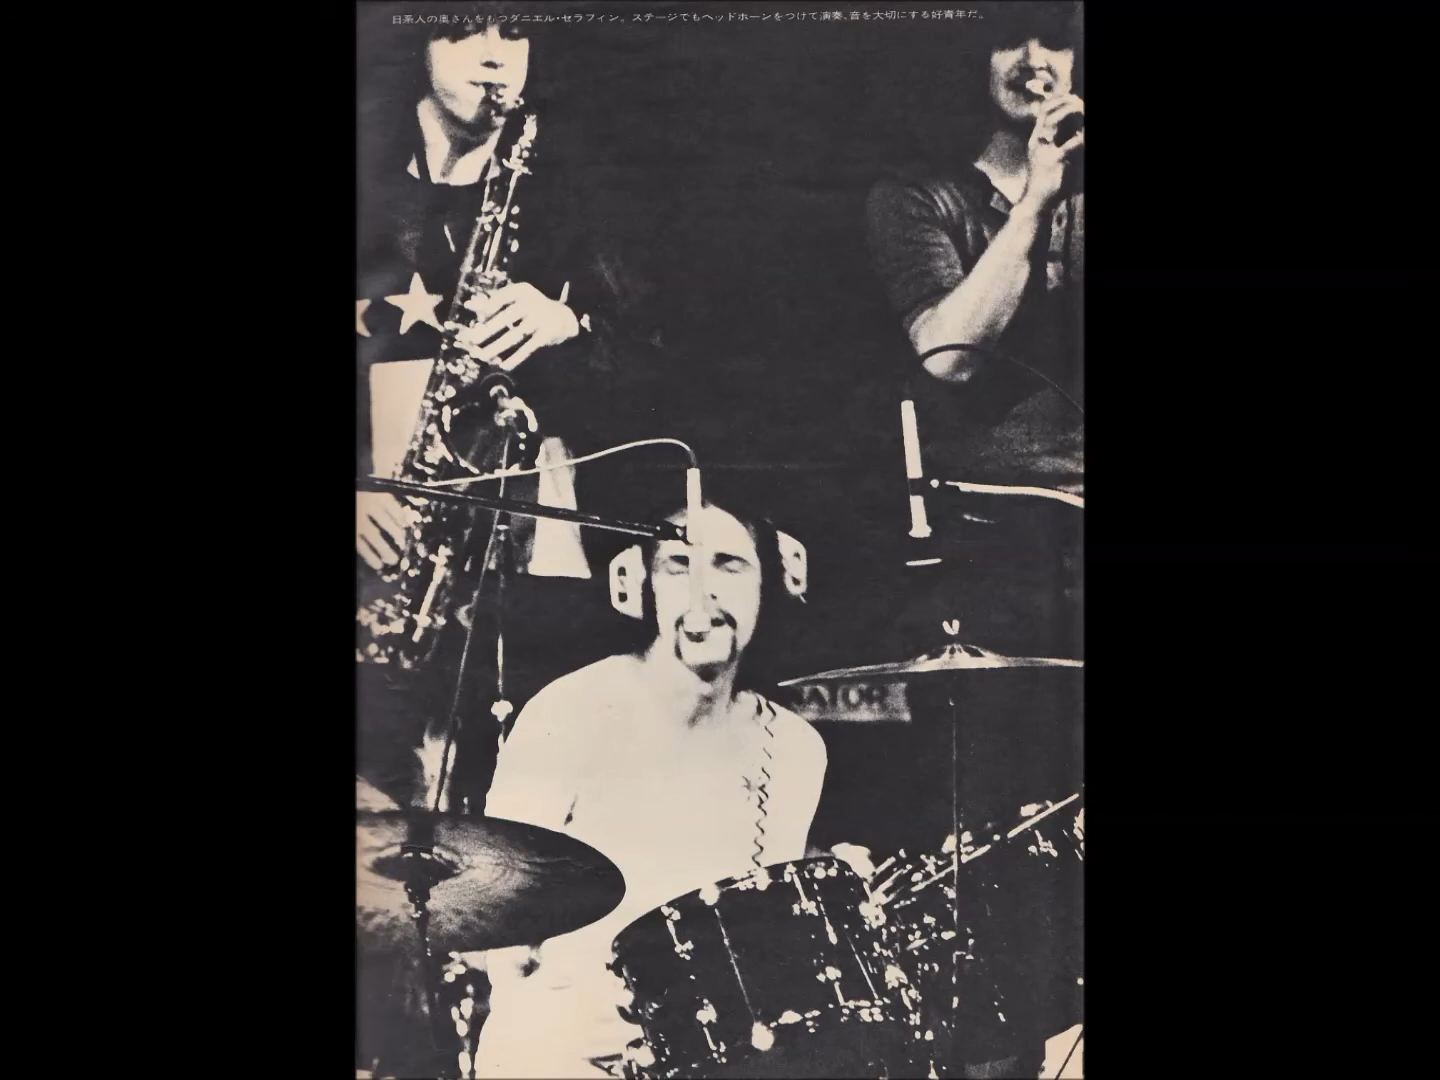 日系人の奥さんをもつダニエル・セラフィン。ステージでもヘッドホーンをつけて演奏、音を大切にする好青年だ。
NATOR